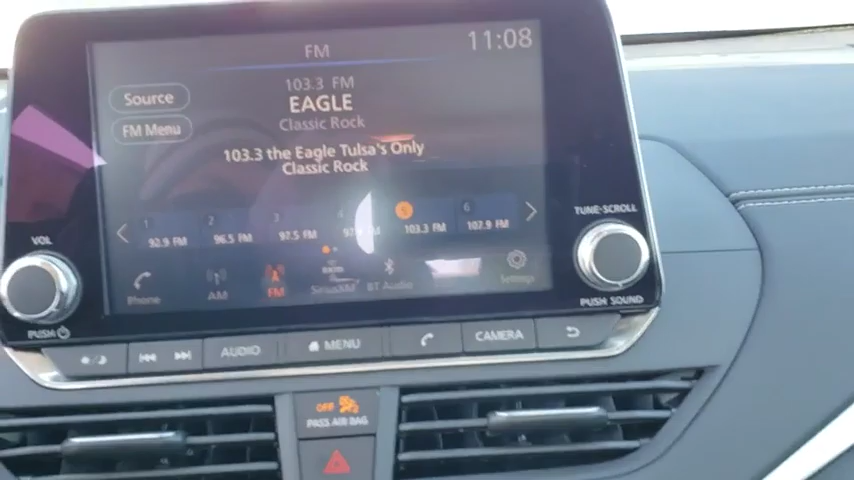 FM
11:08
Source
103.3 FM
EAGLE
FM Menu
Classic Rock
103.3 the Eagle Tulsa's Only
Classic Rock
1 2 3 4 5 6
92.9 FM 96.5 FM 97.5 FM 103.3 FM 107.9 FM
VOL
TUNE·SCROLL
Phone AM FM SiriusXM BT Audio Settings
PUSH
PUSH SOUND
AUDIO MENU CAMERA
OFF
PASS AIR BAG